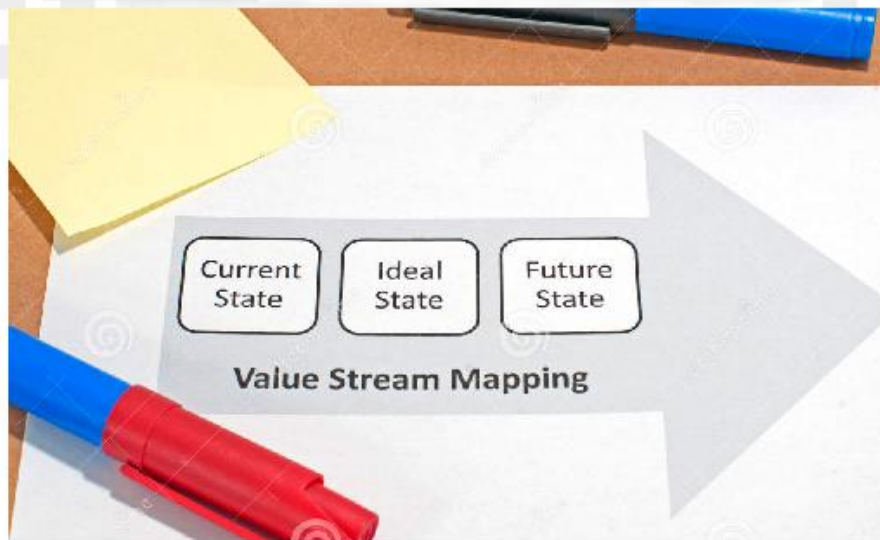 Current
State
Ideal
State
Future
State
Value Stream Mapping